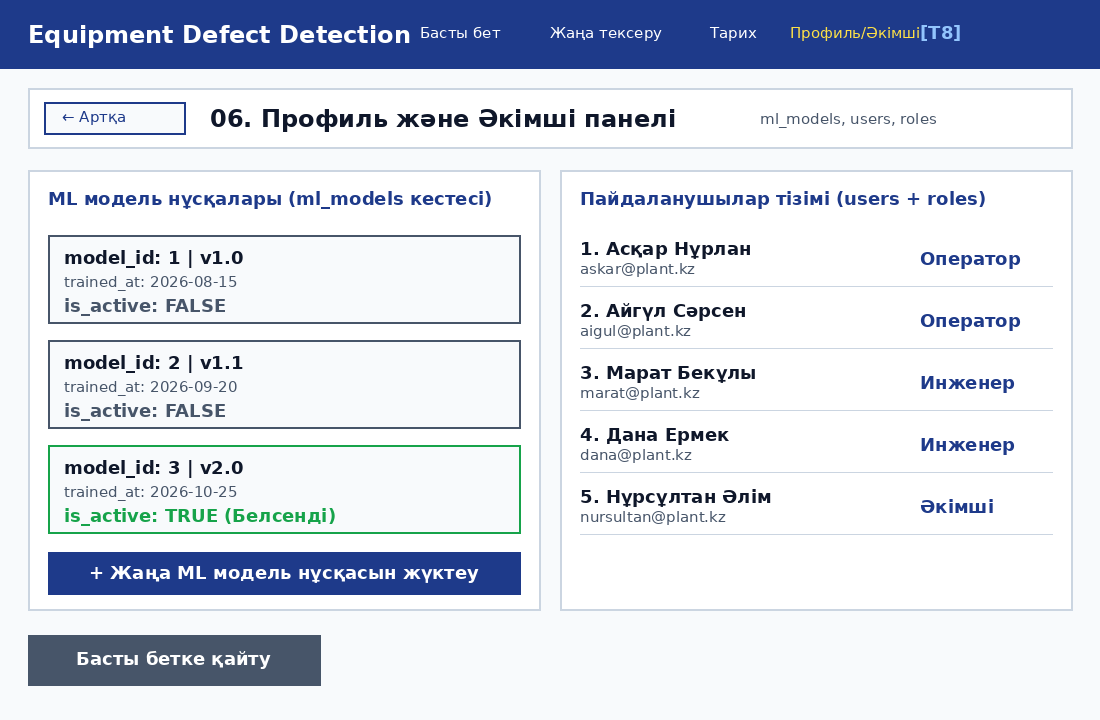 Equipment Defect Detection Басты бет Жаңа тексеру Тарих Профиль/Әкімші[T8]
← Артқа 06. Профиль және Әкімші панелі ml_models, users, roles
ML модель нұсқалары (ml_models кестесі)
model_id: 1 | v1.0
trained_at: 2026-08-15
is_active: FALSE
model_id: 2 | v1.1
trained_at: 2026-09-20
is_active: FALSE
model_id: 3 | v2.0
trained_at: 2026-10-25
is_active: TRUE (Белсенді)
+ Жаңа ML модель нұсқасын жүктеу
Пайдаланушылар тізімі (users + roles)
1. Асқар Нұрлан Оператор
askar@plant.kz
2. Айгүл Сәрсен Оператор
aigul@plant.kz
3. Марат Бекұлы Инженер
marat@plant.kz
4. Дана Ермек Инженер
dana@plant.kz
5. Нұрсұлтан Әлім Әкімші
nursultan@plant.kz
Басты бетке қайту